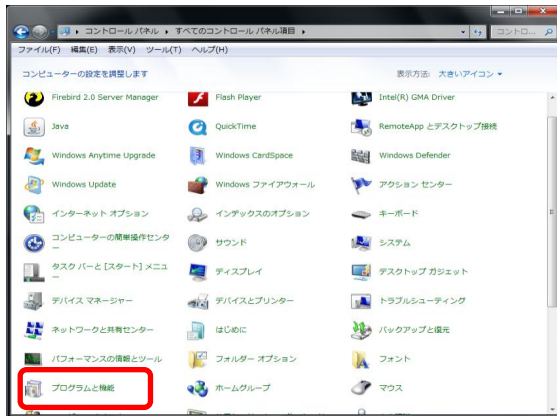 コントロール パネル ▸ すべてのコントロール パネル項目 ▸
コントロ...
ファイル(F) 編集(E) 表示(V) ツール(T) ヘルプ(H)
コンピューターの設定を調整します
表示方法: 大きいアイコン ▾
Firebird 2.0 Server Manager
Flash Player
Intel(R) GMA Driver
Java
QuickTime
RemoteApp とデスクトップ接続
Windows Anytime Upgrade
Windows CardSpace
Windows Defender
Windows Update
Windows ファイアウォール
アクション センター
インターネット オプション
インデックスのオプション
キーボード
コンピューターの簡単操作センタ
ー
サウンド
システム
タスク バーと [スタート] メニュ
ー
ディスプレイ
デスクトップ ガジェット
デバイス マネージャー
デバイスとプリンター
トラブルシューティング
ネットワークと共有センター
はじめに
バックアップと復元
パフォーマンスの情報とツール
フォルダー オプション
フォント
プログラムと機能
ホームグループ
マウス